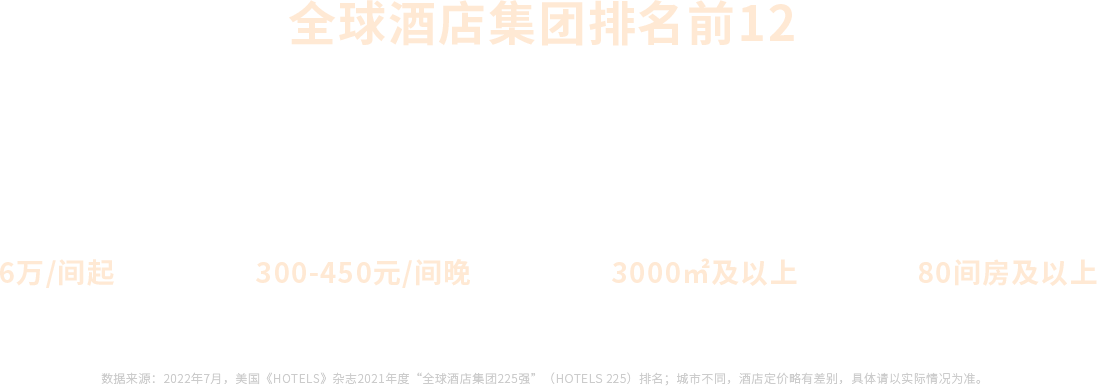 全球酒店集团排名前12
6万/间起
300-450元/间晚
3000㎡及以上
80间房及以上
数据来源：2022年7月，美国《HOTELS》杂志2021年度“全球酒店集团225强”（HOTELS 225）排名；城市不同，酒店定价略有差别，具体请以实际情况为准。